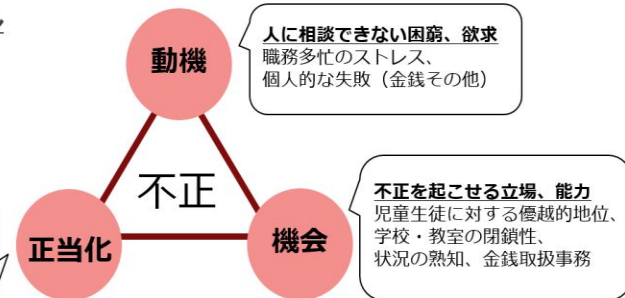 動機
人に相談できない困窮、欲求
職務多忙のストレス、
個人的な失敗（金銭その他）
不正
正当化
機会
不正を起こせる立場、能力
児童生徒に対する優越的地位、
学校・教室の閉鎖性、
状況の熟知、金銭取扱事務